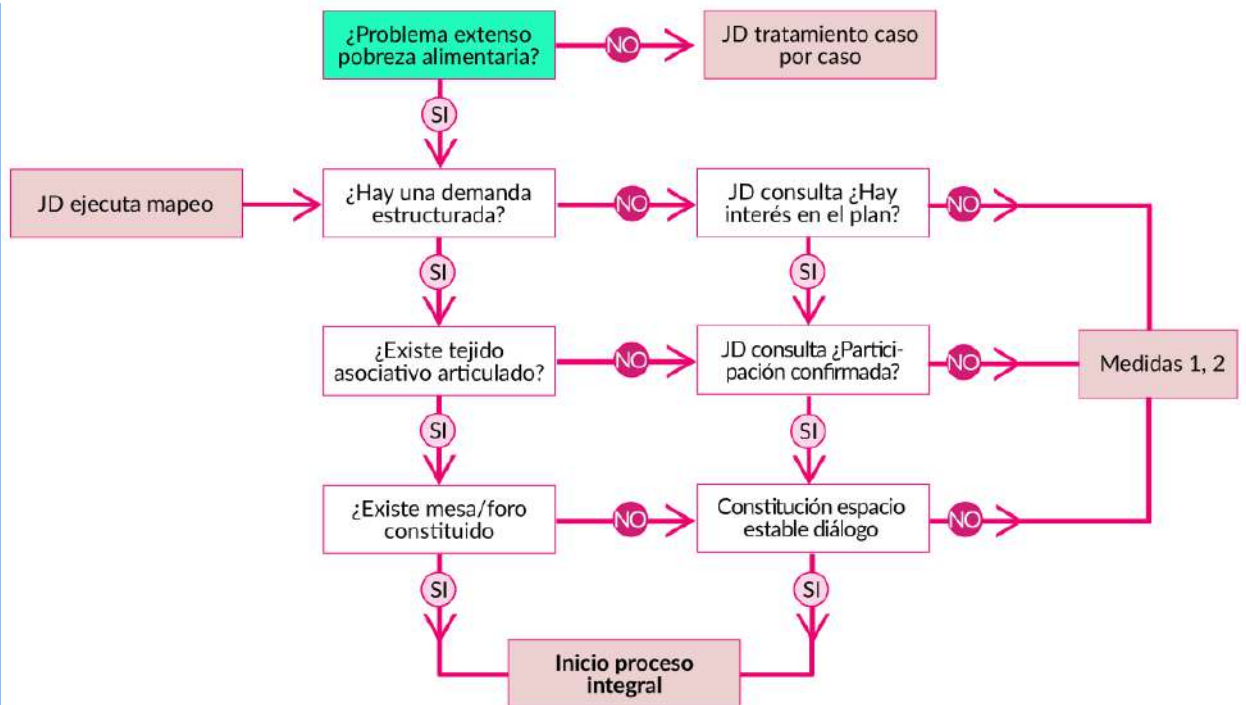 ¿Problema extenso
pobreza alimentaria?
NO
JD tratamiento caso
por caso
SI
JD ejecuta mapeo
¿Hay una demanda
estructurada?
NO
JD consulta ¿Hay
interés en el plan?
NO
SI
SI
¿Existe tejido
asociativo articulado?
NO
JD consulta ¿Partici-
pación confirmada?
NO
Medidas 1, 2
SI
SI
¿Existe mesa/foro
constituido
NO
Constitución espacio
estable diálogo
NO
SI
SI
Inicio proceso
integral